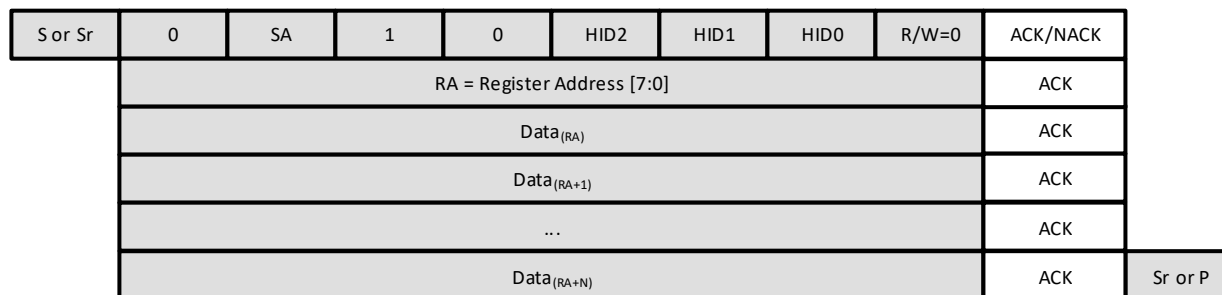 S or Sr 0 SA 1 0 HID2 HID1 HID0 R/W=0 ACK/NACK
RA = Register Address [7:0] ACK
Data(RA) ACK
Data(RA+1) ACK
... ACK
Data(RA+N) ACK Sr or P